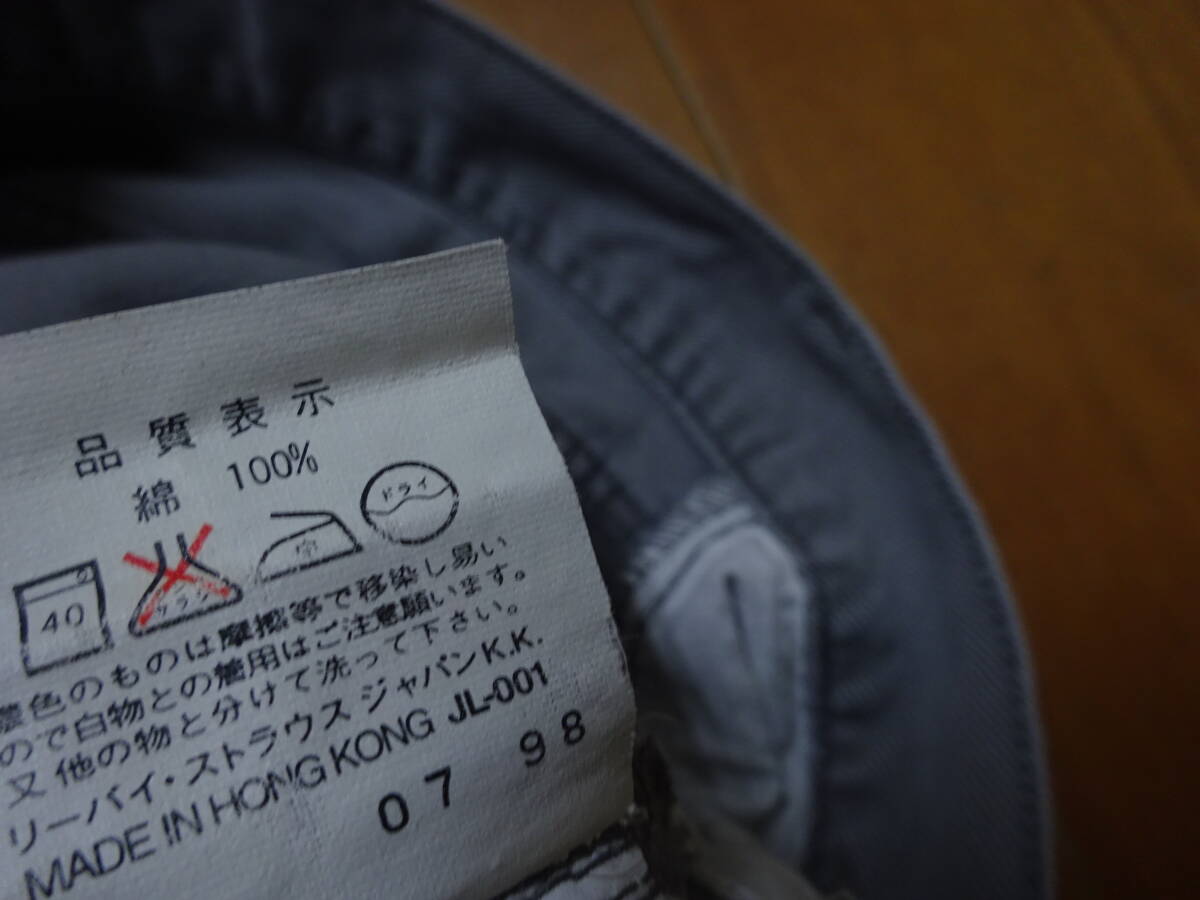 品質表示
綿 100%
40 エンソサラシ 中 ドライ
濃色のものは摩擦等で移染し易い
ので白物との着用はご注意願います。
又他の物と分けて洗って下さい。
リーバイ・ストラウス ジャパンK.K.
MADE IN HONG KONG JL-001
07 98